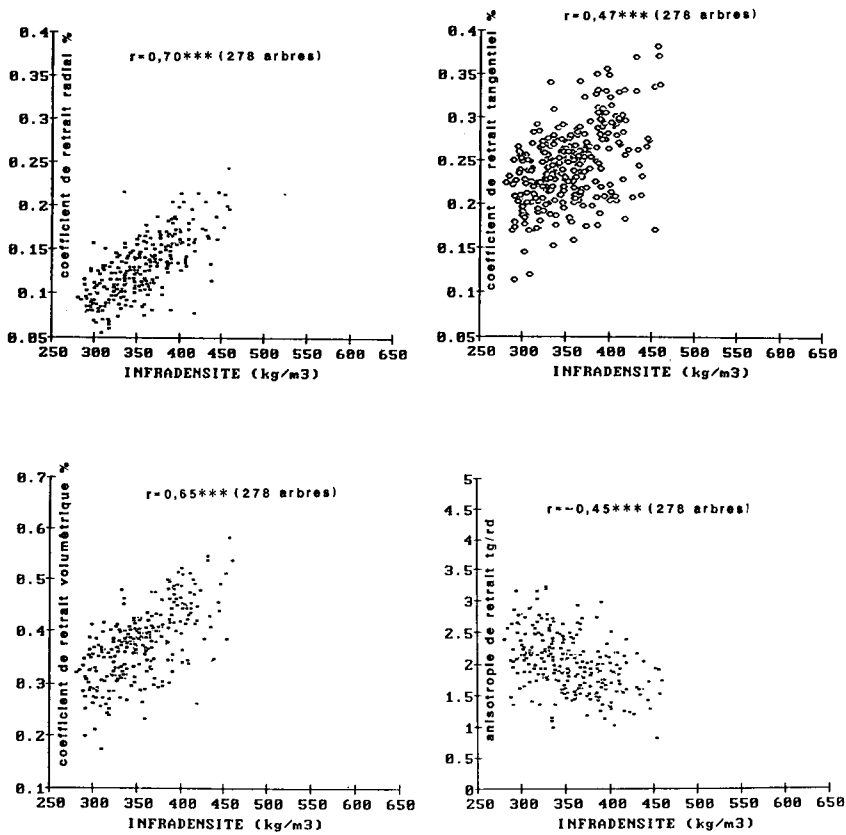 r=0,70*** (278 arbres)
coefficient de retrait radial %
0.4
0.35
0.3
0.25
0.2
0.15
0.1
0.05
250 300 350 400 450 500 550 600 650
INFRADENSITE (kg/m3)
r=0,47*** (278 arbres)
coefficient de retrait tangentiel %
0.4
0.35
0.3
0.25
0.2
0.15
0.1
0.05
250 300 350 400 450 500 550 600 650
INFRADENSITE (kg/m3)
r=0,65*** (278 arbres)
coefficient de retrait volumétrique %
0.7
0.6
0.5
0.4
0.3
0.2
0.1
250 300 350 400 450 500 550 600 650
INFRADENSITE (kg/m3)
r=-0,45*** (278 arbres)
anisotropie de retrait tg/rd
5
4.5
4
3.5
3
2.5
2
1.5
1
0.5
0
250 300 350 400 450 500 550 600 650
INFRADENSITE (kg/m3)